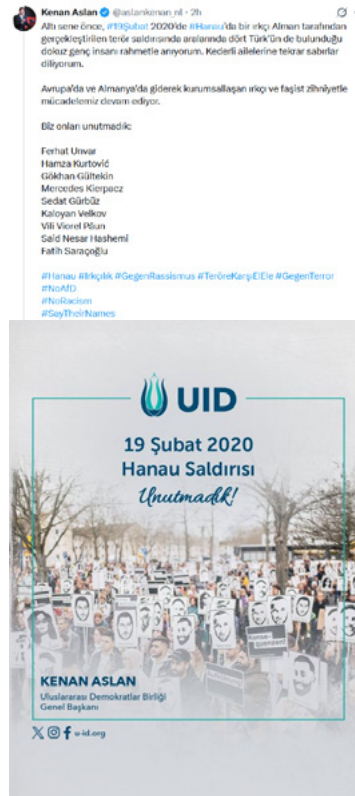 Kenan Aslan @aslankenan_nl · 2h
Altı sene önce, #19Şubat 2020'de #Hanau'da bir ırkçı Alman tarafından
gerçekleştirilen terör saldırısında aralarında dört Türk'ün de bulunduğu
dokuz genç insanı rahmetle anıyorum. Kederli ailelerine tekrar sabırlar
diliyorum.
Avrupa'da ve Almanya'da giderek kurumsallaşan ırkçı ve faşist zihniyetle
mücadelemiz devam ediyor.
Biz onları unutmadık:
Ferhat Unvar
Hamza Kurtović
Gökhan Gültekin
Mercedes Kierpacz
Sedat Gürbüz
Kaloyan Velkov
Vili Viorel Păun
Said Nesar Hashemi
Fatih Saraçoğlu
#Hanau #Irkçılık #GegenRassismus #TeröreKarşıElEle #GegenTerror
#NoAfD
#NoRacism
#SayTheirNames
UID
19 Şubat 2020
Hanau Saldırısı
Unutmadık!
KENAN ASLAN
Uluslararası Demokratlar Birliği
Genel Başkanı
u-id.org